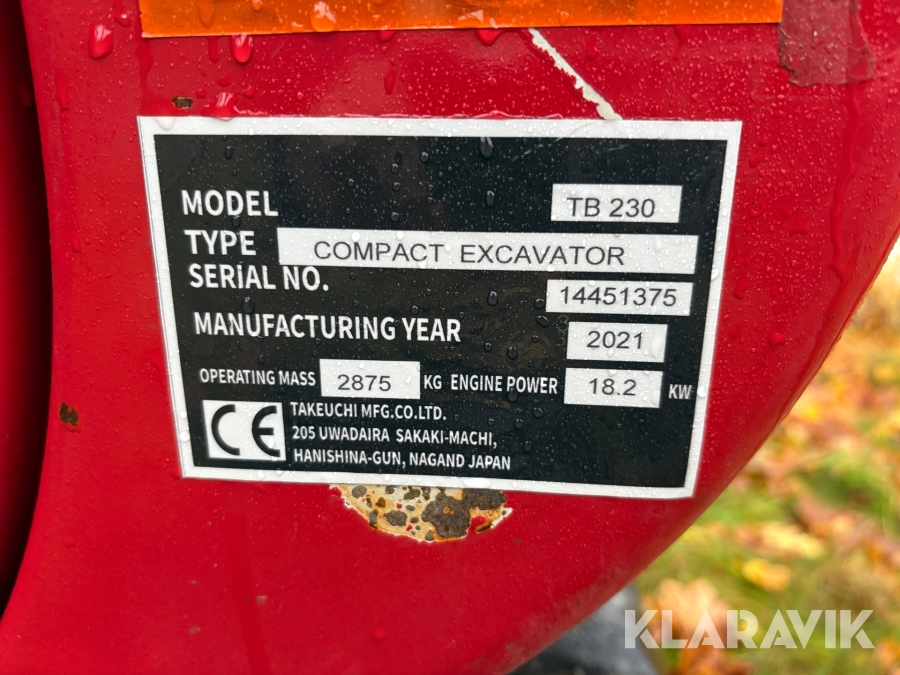 MODEL TB 230
TYPE COMPACT EXCAVATOR
SERIAL NO. 14451375
MANUFACTURING YEAR 2021
OPERATING MASS 2875 KG ENGINE POWER 18.2 KW
CE TAKEUCHI MFG.CO.LTD.
205 UWADAIRA SAKAKI-MACHI,
HANISHINA-GUN, NAGAND JAPAN
KLARAVIK